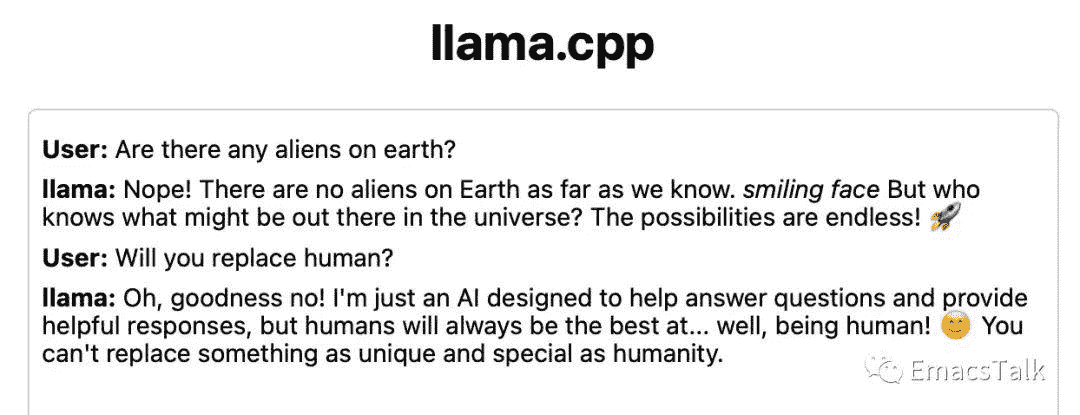 llama.cpp
User: Are there any aliens on earth?
llama: Nope! There are no aliens on Earth as far as we know. smiling face But who
knows what might be out there in the universe? The possibilities are endless! 🚀
User: Will you replace human?
llama: Oh, goodness no! I'm just an AI designed to help answer questions and provide
helpful responses, but humans will always be the best at... well, being human! 😇 You
can't replace something as unique and special as humanity.
EmacsTalk